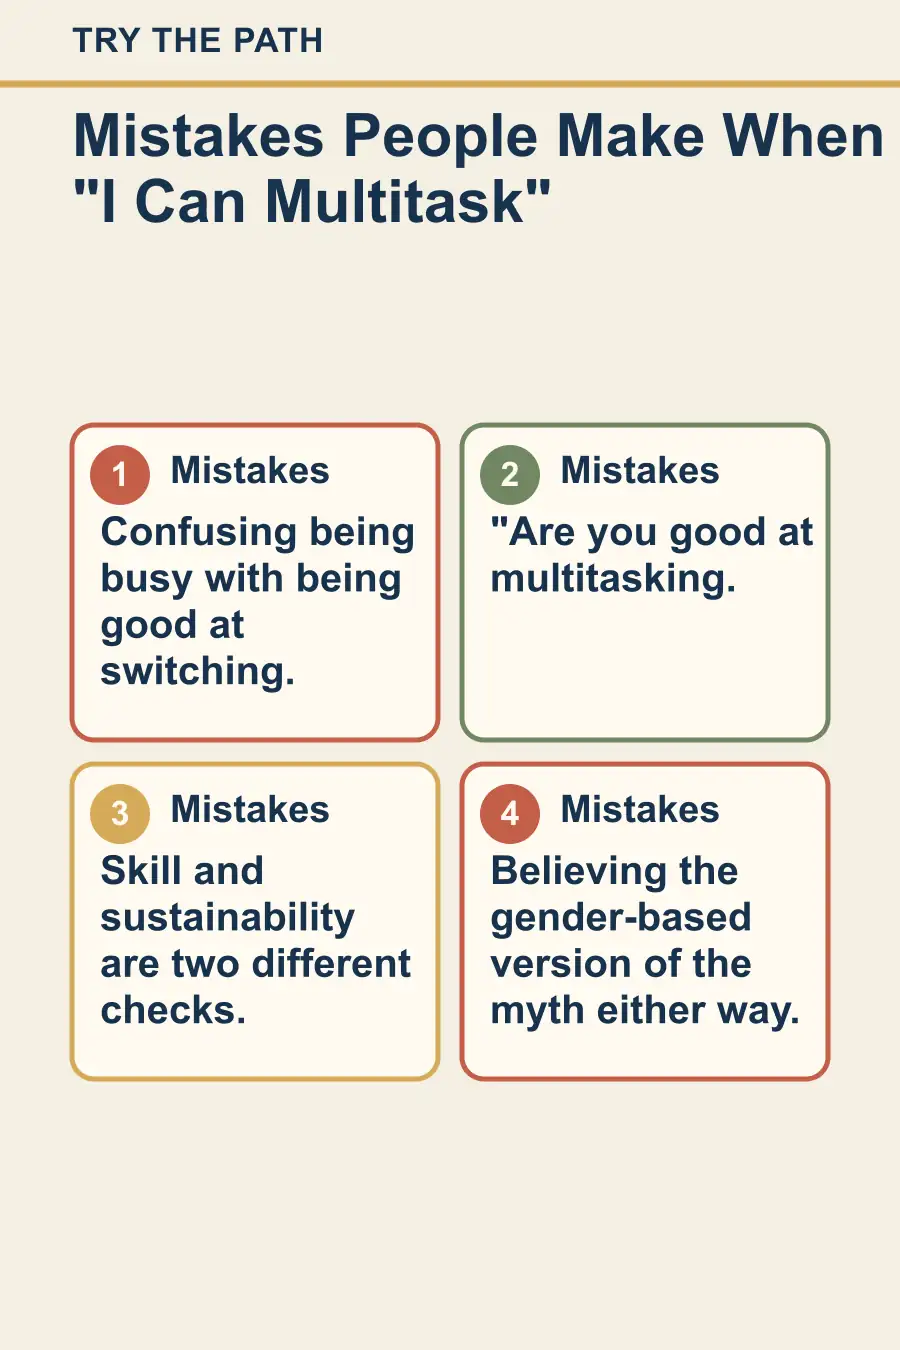 TRY THE PATH
Mistakes People Make When
"I Can Multitask"
1 Mistakes
Confusing being
busy with being
good at
switching.
2 Mistakes
"Are you good at
multitasking.
3 Mistakes
Skill and
sustainability
are two different
checks.
4 Mistakes
Believing the
gender-based
version of the
myth either way.